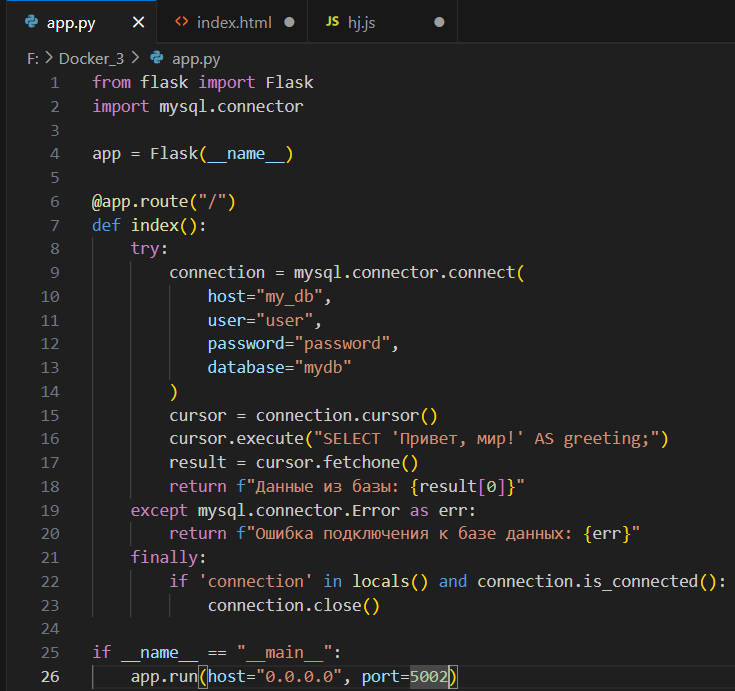 app.py index.html hj.js
F: > Docker_3 > app.py
1 from flask import Flask
2 import mysql.connector
3
4 app = Flask(__name__)
5
6 @app.route("/")
7 def index():
8     try:
9         connection = mysql.connector.connect(
10             host="my_db",
11             user="user",
12             password="password",
13             database="mydb"
14         )
15         cursor = connection.cursor()
16         cursor.execute("SELECT 'Привет, мир!' AS greeting;")
17         result = cursor.fetchone()
18         return f"Данные из базы: {result[0]}"
19     except mysql.connector.Error as err:
20         return f"Ошибка подключения к базе данных: {err}"
21     finally:
22         if 'connection' in locals() and connection.is_connected():
23             connection.close()
24
25 if __name__ == "__main__":
26     app.run(host="0.0.0.0", port=5002)